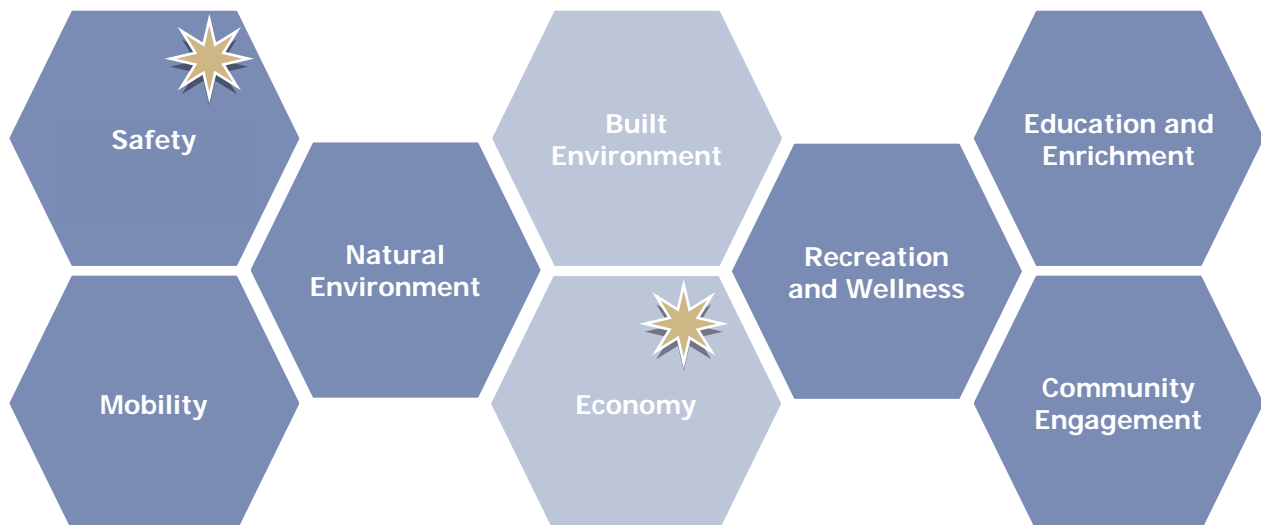 Safety
Built
Environment
Education and
Enrichment
Natural
Environment
Recreation
and Wellness
Mobility
Economy
Community
Engagement